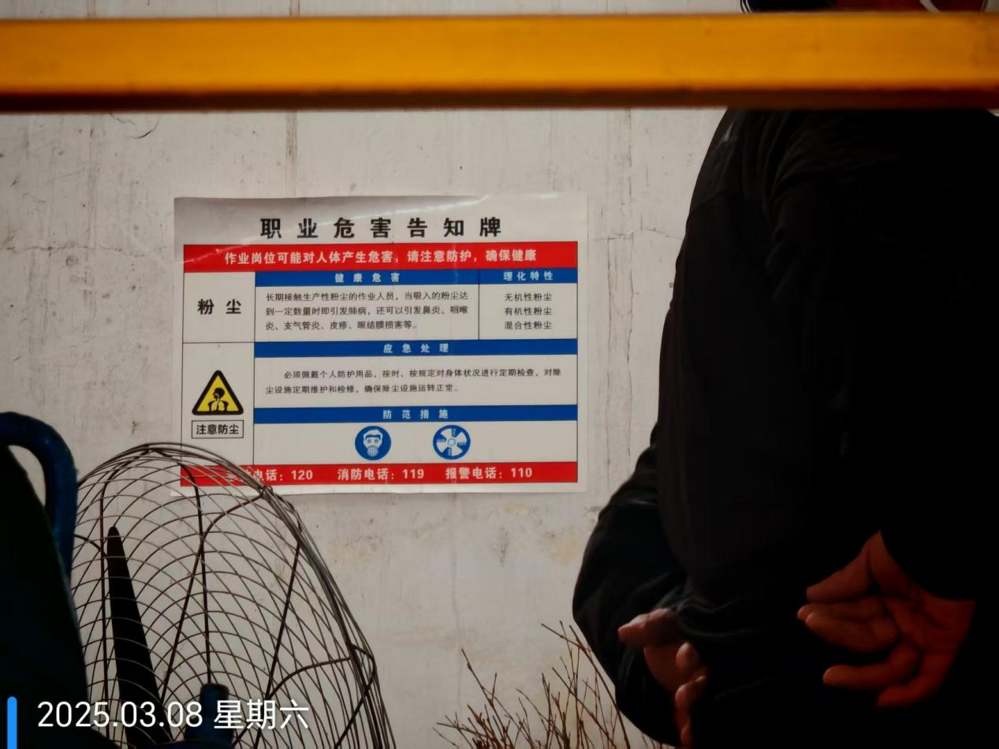 职业危害告知牌
作业岗位可能对人体产生危害，请注意防护，确保健康
健康危害
理化特性
粉尘
长期接触生产性粉尘的作业人员，当吸入的粉尘达
到一定数量时即引发肺病，还可以引发鼻炎、咽喉
炎、支气管炎、皮疹、眼结膜损害等。
无机性粉尘
有机性粉尘
混合性粉尘
应急处理
必须佩戴个人防护用品，按时、按规定对身体状况进行定期检查，对除
尘设施定期维护和检修，确保除尘设施运转正常。
注意防尘
防范措施
电话：120 消防电话：119 报警电话：110
2025.03.08 星期六